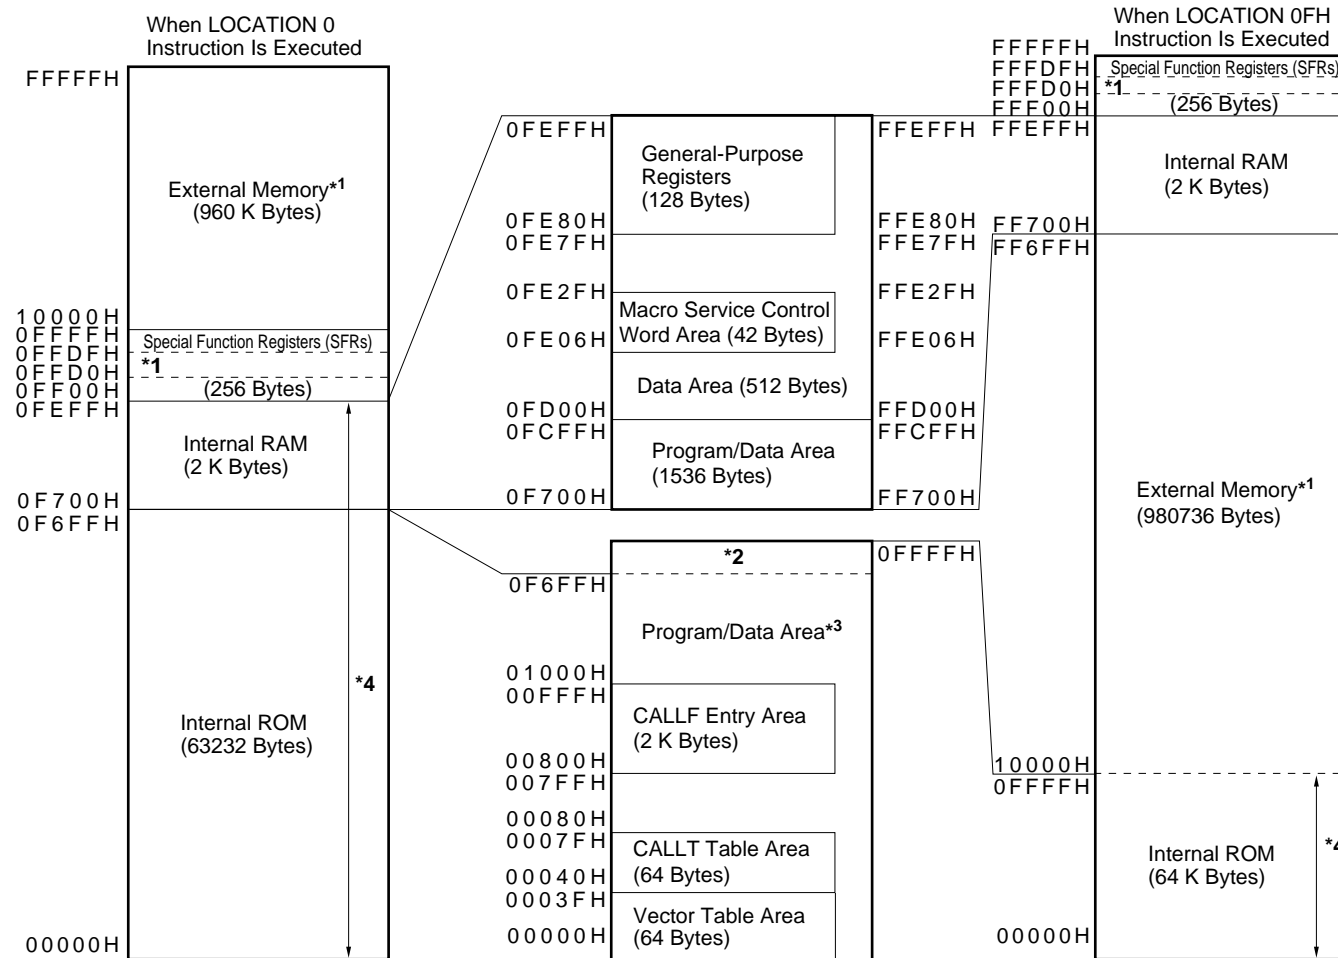 When LOCATION 0
Instruction Is Executed
FFFFFH
External Memory*1
(960 K Bytes)
10000H
0FFFFH
Special Function Registers (SFRs)
0FFDFH
*1
0FFD0H
0FF00H
(256 Bytes)
0FEFFH
Internal RAM
(2 K Bytes)
0F700H
0F6FFH
*4
Internal ROM
(63232 Bytes)
00000H
0FEFFH
General-Purpose
Registers
(128 Bytes)
FFEFFH
0FE80H
FFE80H
0FE7FH
FFE7FH
0FE2FH
FFE2FH
Macro Service Control
Word Area (42 Bytes)
0FE06H
FFE06H
Data Area (512 Bytes)
0FD00H
FFD00H
0FCFFH
FFCFFH
Program/Data Area
(1536 Bytes)
0F700H
FF700H
*2
0FFFFH
0F6FFH
Program/Data Area*3
01000H
00FFFH
CALLF Entry Area
(2 K Bytes)
00800H
007FFH
00080H
0007FH
CALLT Table Area
(64 Bytes)
00040H
0003FH
Vector Table Area
(64 Bytes)
00000H
When LOCATION 0FH
Instruction Is Executed
FFFFFH
Special Function Registers (SFRs)
FFFDFH
*1
FFFD0H
FFF00H
(256 Bytes)
FFEFFH
Internal RAM
(2 K Bytes)
FF700H
FF6FFH
External Memory*1
(980736 Bytes)
10000H
0FFFFH
*4
Internal ROM
(64 K Bytes)
00000H